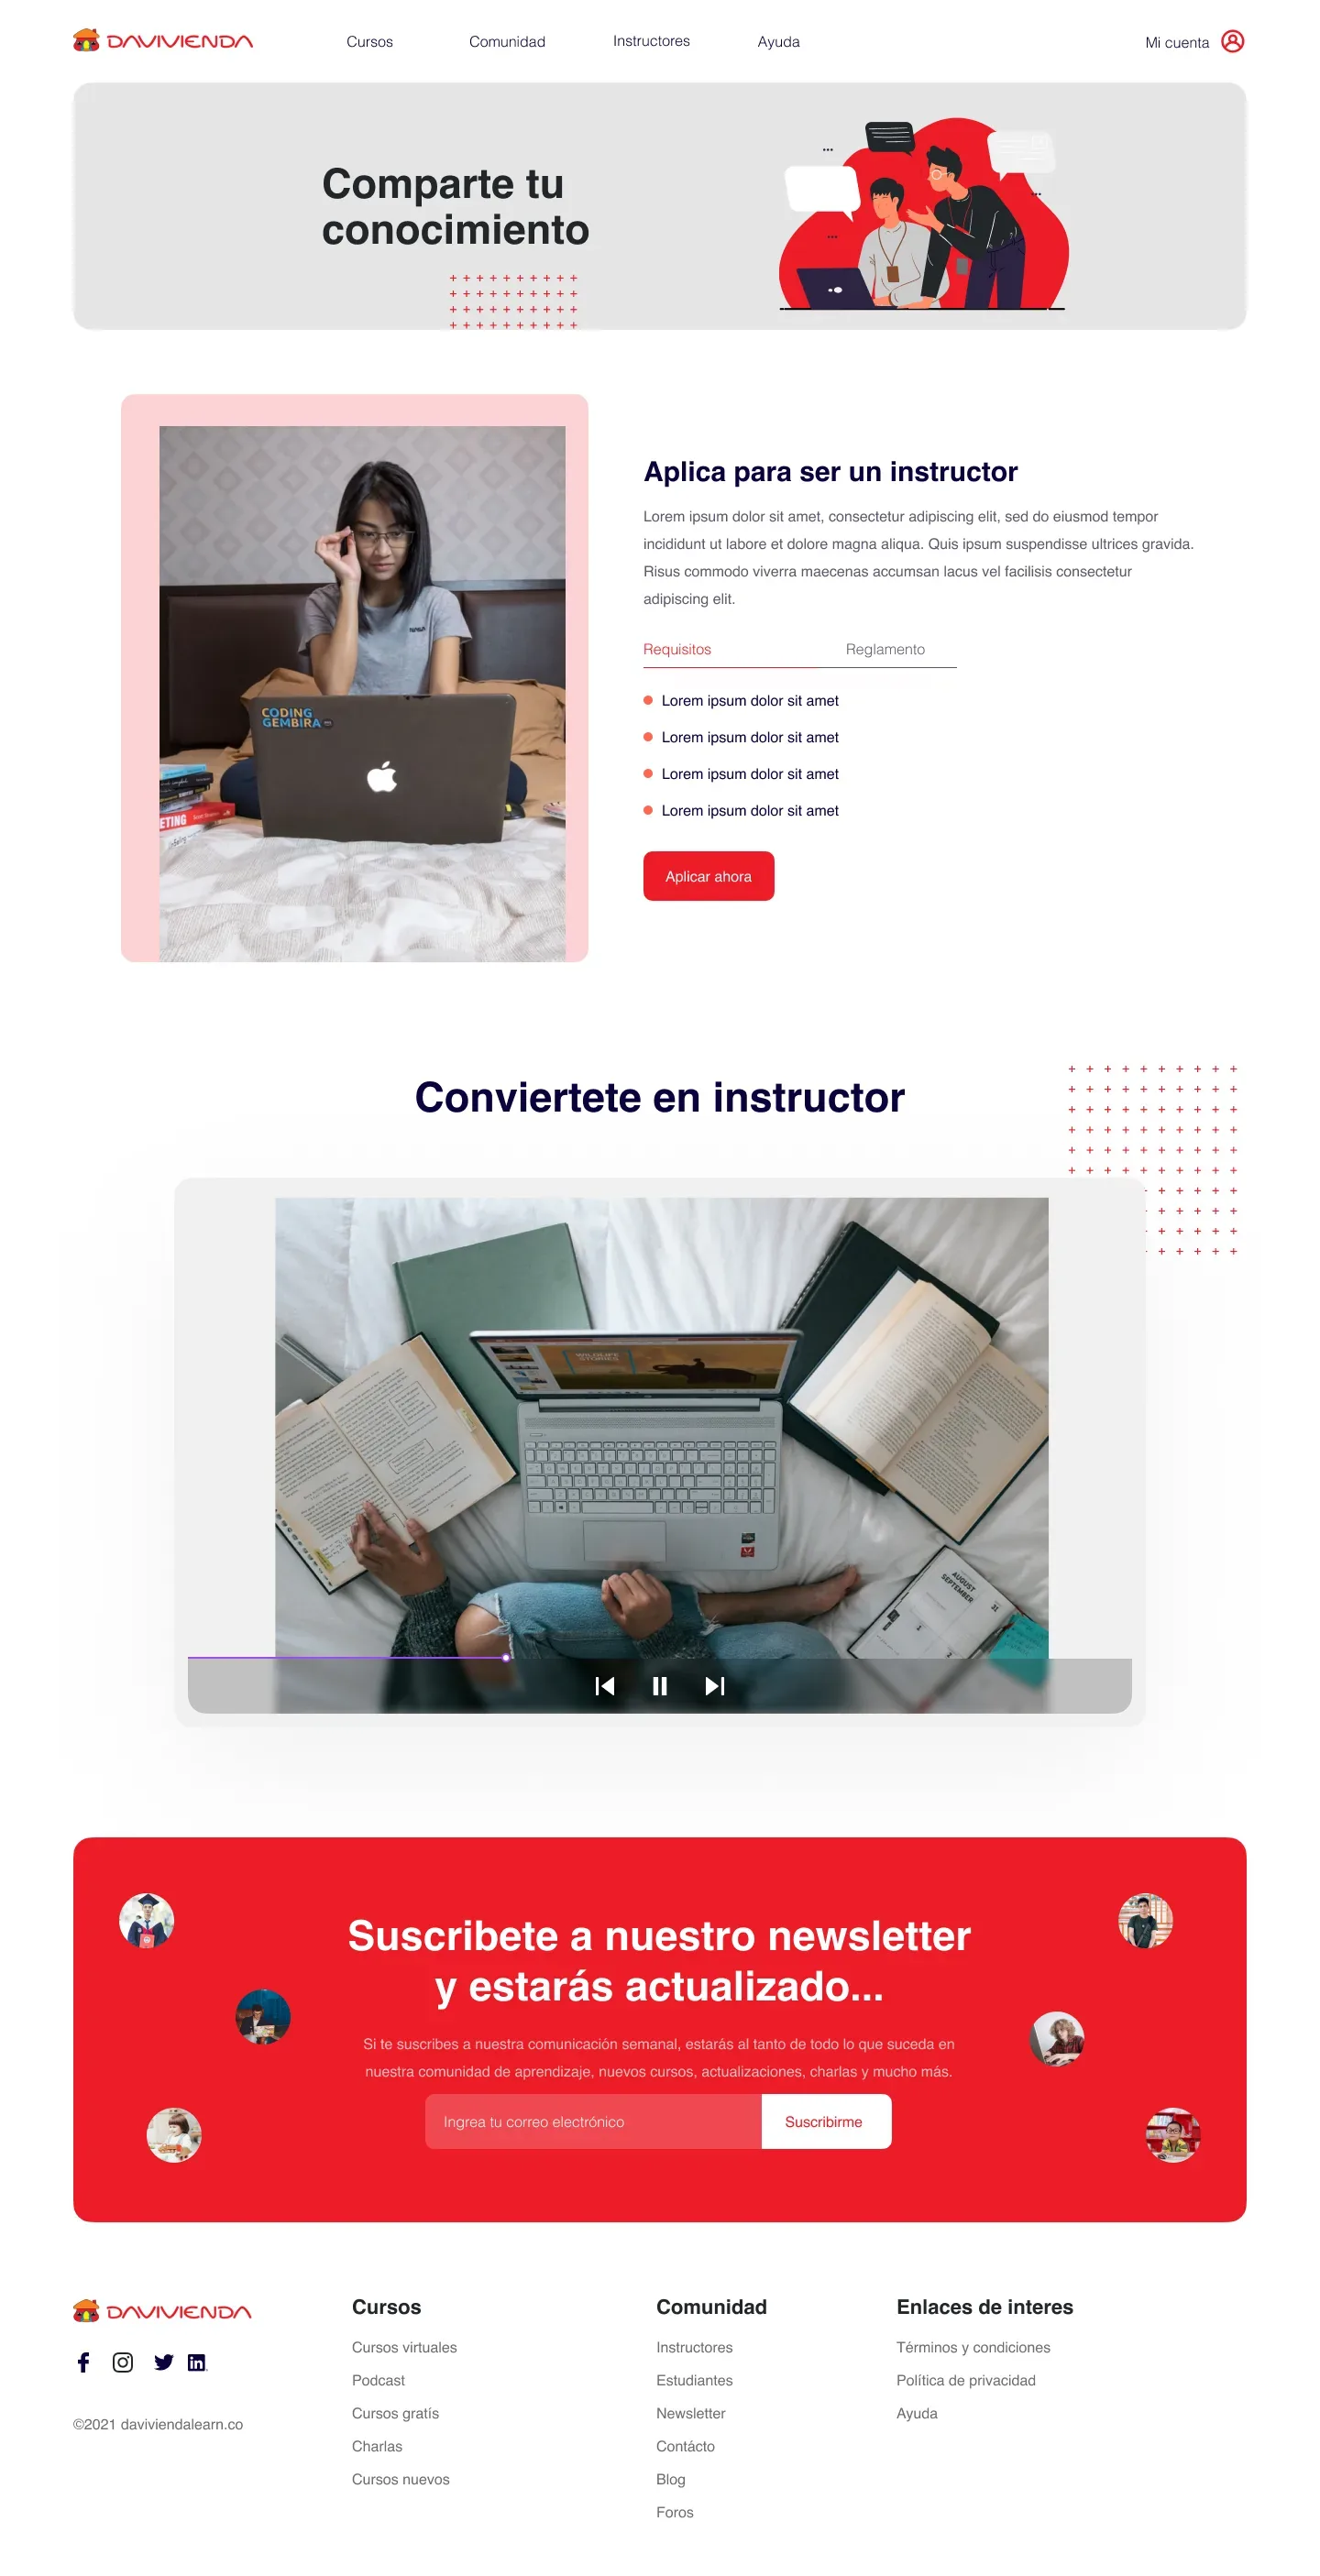 DAVIVIENDA
Cursos
Comunidad
Instructores
Ayuda
Mi cuenta
Comparte tu
conocimiento
CODING
GEMBIRA
Aplica para ser un instructor
Lorem ipsum dolor sit amet, consectetur adipiscing elit, sed do eiusmod tempor
incididunt ut labore et dolore magna aliqua. Quis ipsum suspendisse ultrices gravida.
Risus commodo viverra maecenas accumsan lacus vel facilisis consectetur
adipiscing elit.
Requisitos
Reglamento
Lorem ipsum dolor sit amet
Lorem ipsum dolor sit amet
Lorem ipsum dolor sit amet
Lorem ipsum dolor sit amet
Aplicar ahora
Conviertete en instructor
WILDLIFE
STORIES
AUGUST
SEPTEMBER
Suscribete a nuestro newsletter
y estarás actualizado...
Si te suscribes a nuestra comunicación semanal, estarás al tanto de todo lo que suceda en
nuestra comunidad de aprendizaje, nuevos cursos, actualizaciones, charlas y mucho más.
Ingrea tu correo electrónico
Suscribirme
DAVIVIENDA
©2021 daviviendalearn.co
Cursos
Cursos virtuales
Podcast
Cursos gratís
Charlas
Cursos nuevos
Comunidad
Instructores
Estudiantes
Newsletter
Contácto
Blog
Foros
Enlaces de interes
Términos y condiciones
Política de privacidad
Ayuda